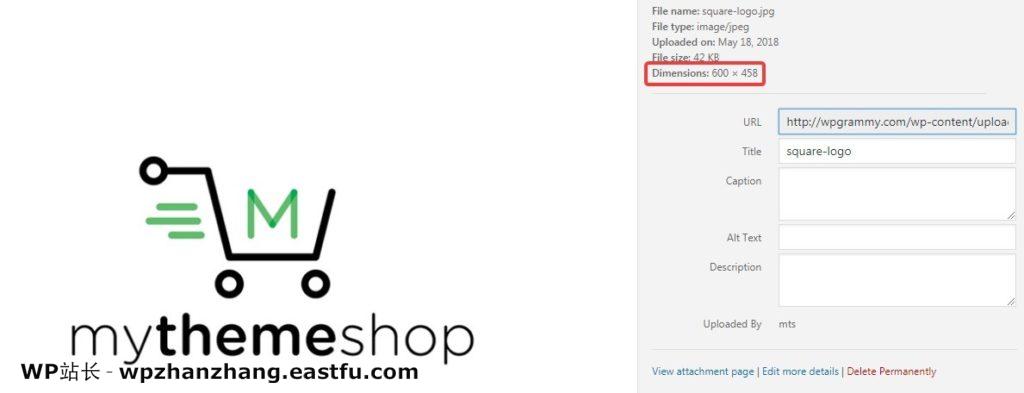 M
mythemeshop
WP站长 - wpzhanzhang.eastfu.com
File name: square-logo.jpg
File type: image/jpeg
Uploaded on: May 18, 2018
File size: 42 KB
Dimensions: 600 × 458
URL http://wpgrammy.com/wp-content/uploa
Title square-logo
Caption
Alt Text
Description
Uploaded By mts
View attachment page | Edit more details | Delete Permanently